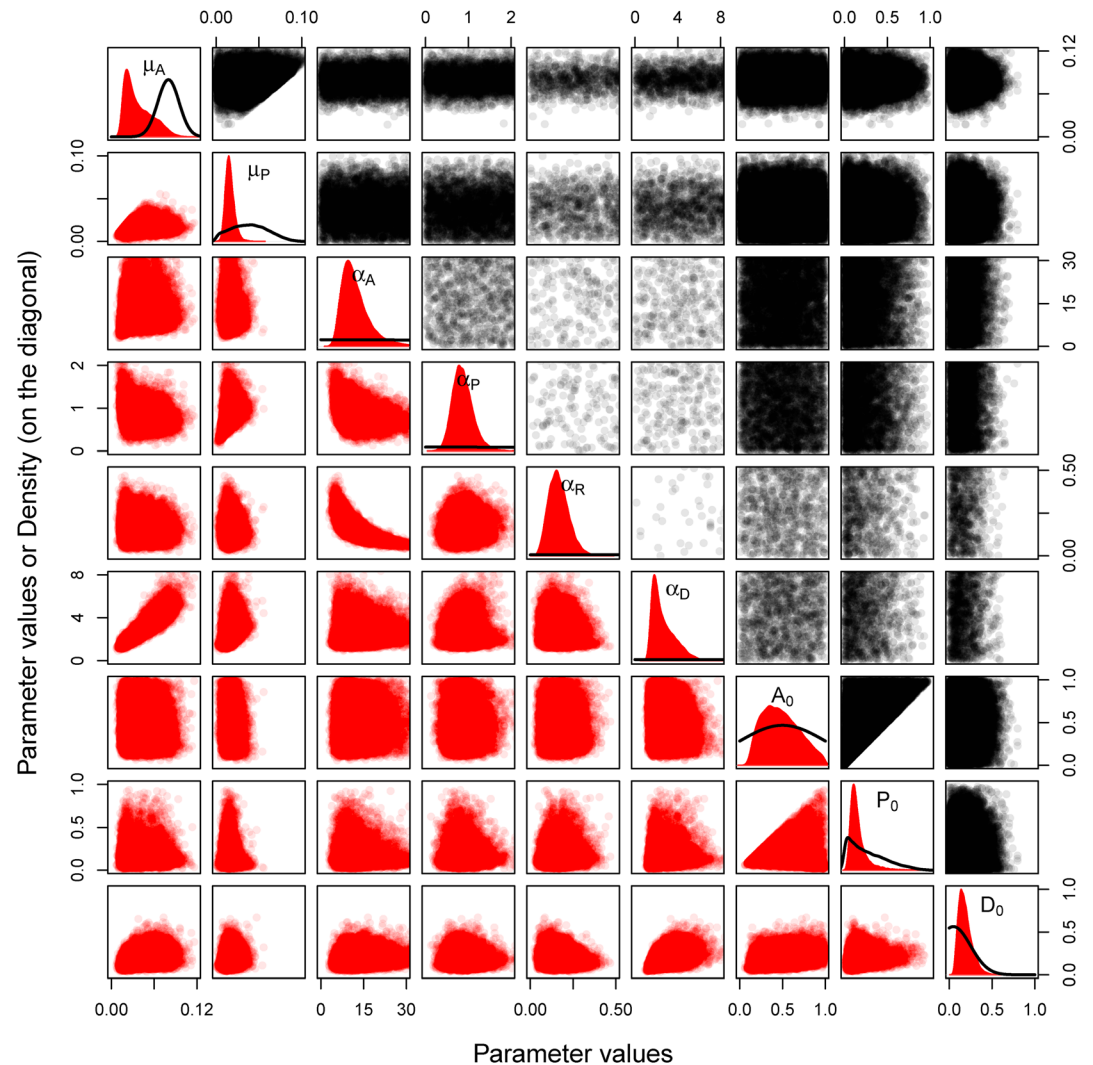 0.00 0.10 0 1 2 0 4 8 0.0 1.0
μA
0.00 0.12
0.00 0.10
μP
αA
0 15 30
0 1 2
αP
αR
0.00 0.50
0 4 8
αD
A0
0.0 0.5 1.0
0.0 0.5 1.0
P0
D0
0.0 0.5 1.0
0.00 0.12 0 15 30 0.00 0.50 0.0 0.5 1.0 0.0 0.5 1.0
Parameter values
Parameter values or Density (on the diagonal)